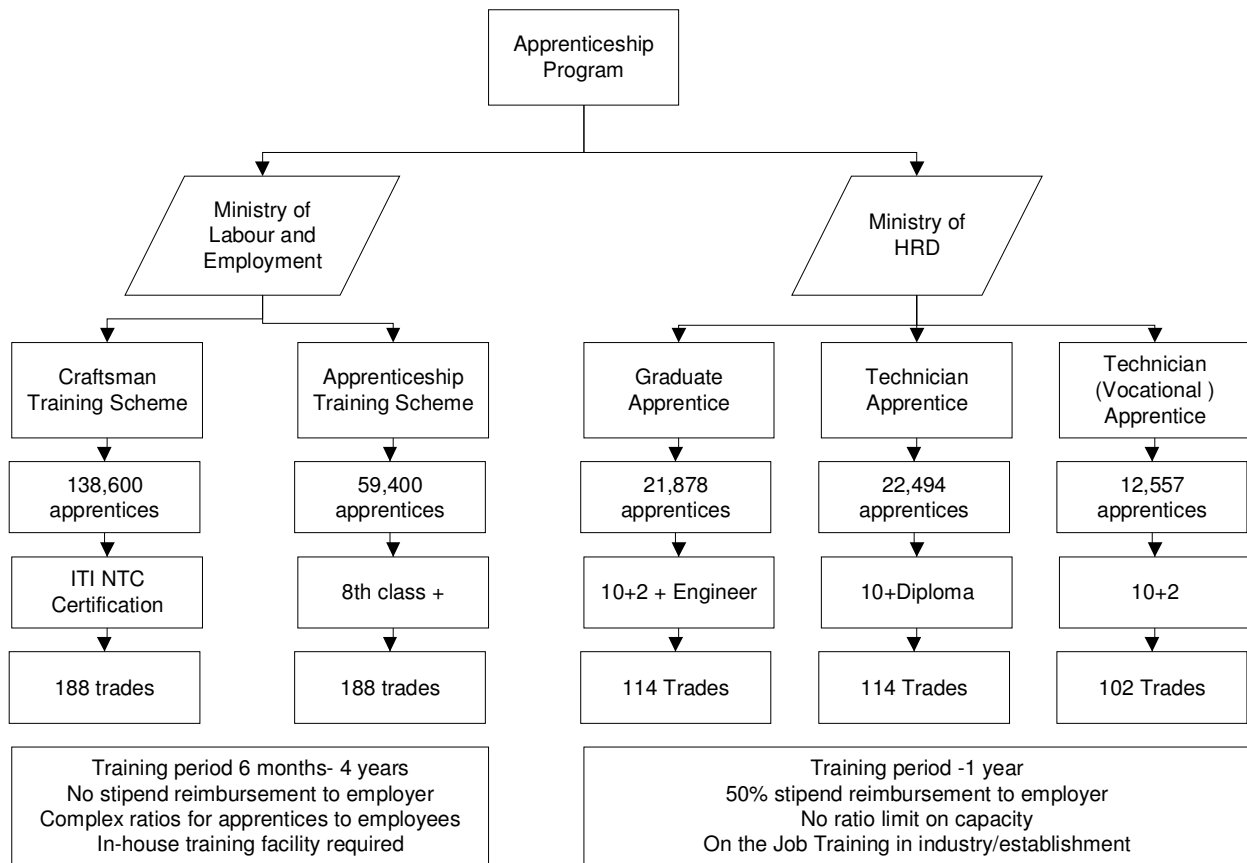 Apprenticeship
Program
Ministry of
Labour and
Employment
Ministry of
HRD
Craftsman
Training Scheme
Apprenticeship
Training Scheme
Graduate
Apprentice
Technician
Apprentice
Technician
(Vocational )
Apprentice
138,600
apprentices
59,400
apprentices
21,878
apprentices
22,494
apprentices
12,557
apprentices
ITI NTC
Certification
8th class +
10+2 + Engineer
10+Diploma
10+2
188 trades
188 trades
114 Trades
114 Trades
102 Trades
Training period 6 months- 4 years
No stipend reimbursement to employer
Complex ratios for apprentices to employees
In-house training facility required
Training period -1 year
50% stipend reimbursement to employer
No ratio limit on capacity
On the Job Training in industry/establishment